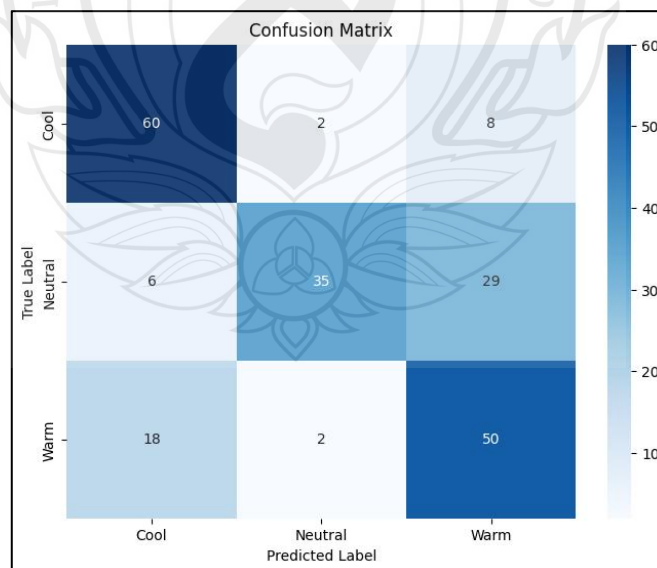 Confusion Matrix
Cool 60 2 8
Neutral 6 35 29
Warm 18 2 50
True Label
Cool Neutral Warm
Predicted Label
60
50
40
30
20
10